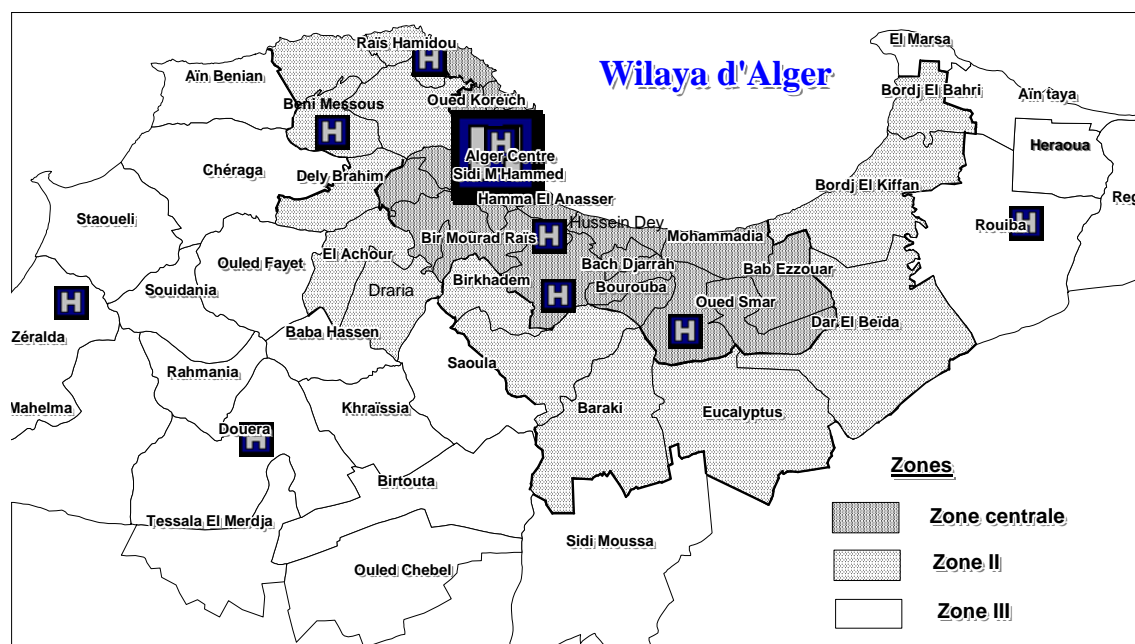 Raïs Hamidou
El Marsa
Wilaya d'Alger
Aïn Benian
Bordj El Bahri
Aïn taya
Beni Messous
Oued Koreich
H
H
H
Heraoua
Alger Centre
Chéraga
Dely Brahim
Sidi M'Hammed
Bordj El Kiffan
Hamma El Anasser
Reg
Staoueli
Hussein Dey
Rouiba
H
Bir Mourad Raïs
H
Mohammadia
El Achour
Ouled Fayet
Bach Djarrah
Bab Ezzouar
Birkhadem
Bourouba
Souidania
Draria
H
H
Oued Smar
Zéralda
Baba Hassen
H
Dar El Beïda
Saoula
Rahmania
Mahelma
Khraïssia
Baraki
Eucalyptus
Douera
H
Zones
Birtouta
Tessala El Merdja
Zone centrale
Sidi Moussa
Zone II
Ouled Chebel
Zone III